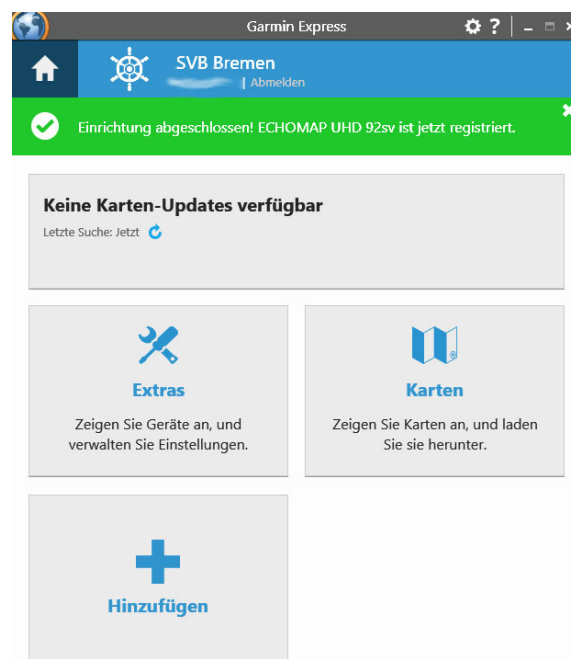 Garmin Express
SVB Bremen
| Abmelden
Einrichtung abgeschlossen! ECHOMAP UHD 92sv ist jetzt registriert.
Keine Karten-Updates verfügbar
Letzte Suche: Jetzt
Extras
Zeigen Sie Geräte an, und
verwalten Sie Einstellungen.
Karten
Zeigen Sie Karten an, und laden
Sie sie herunter.
Hinzufügen